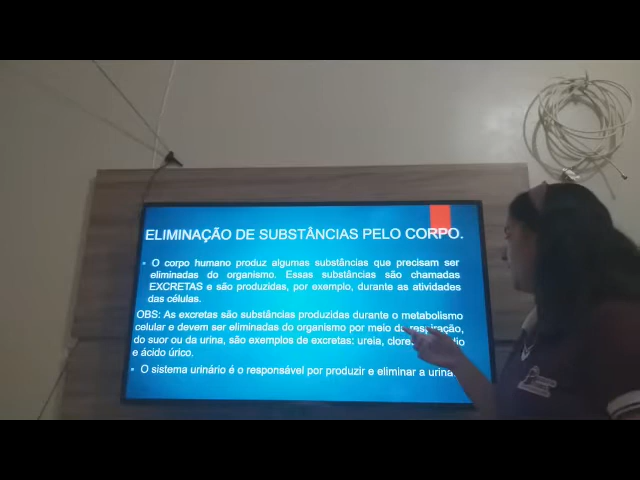 ELIMINAÇÃO DE SUBSTÂNCIAS PELO CORPO.
O corpo humano produz algumas substâncias que precisam ser
eliminadas do organismo. Essas substâncias são chamadas
EXCRETAS e são produzidas, por exemplo, durante as atividades
das células.
OBS: As excretas são substâncias produzidas durante o metabolismo
celular e devem ser eliminadas do organismo por meio da respiração,
do suor ou da urina, são exemplos de excretas: ureia,
e ácido úrico.
O sistema urinário é o responsável por produzir e eliminar a urina.